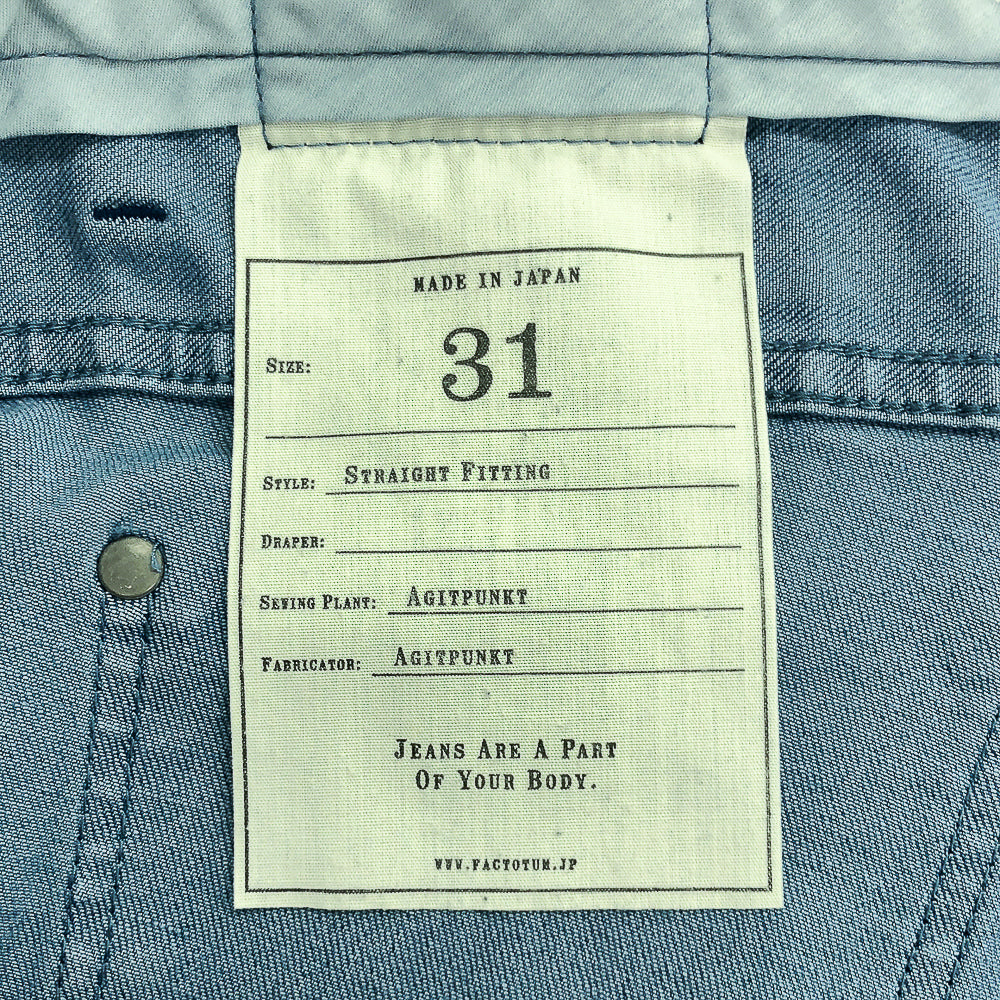 MADE IN JAPAN
SIZE: 31
STYLE: STRAIGHT FITTING
DRAPER:
SEWING PLANT: AGITPUNKT
FABRICATOR: AGITPUNKT
JEANS ARE A PART
OF YOUR BODY.
WWW.FACTOTUM.JP